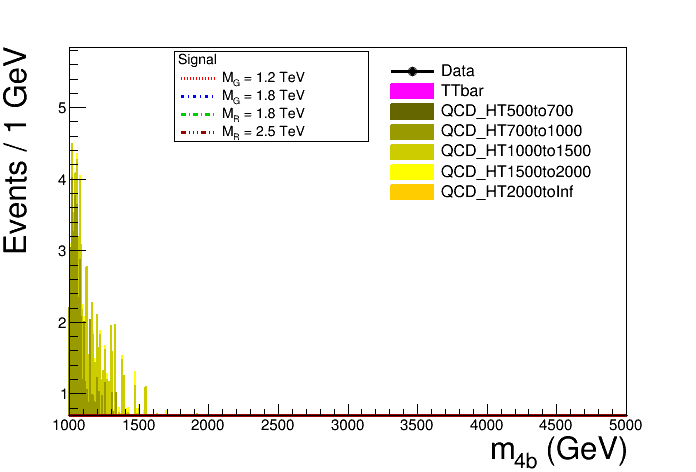 Events / 1 GeV
5
4
3
2
1
Signal
M_G = 1.2 TeV
M_G = 1.8 TeV
M_R = 1.8 TeV
M_R = 2.5 TeV
Data
TTbar
QCD_HT500to700
QCD_HT700to1000
QCD_HT1000to1500
QCD_HT1500to2000
QCD_HT2000toInf
1000 1500 2000 2500 3000 3500 4000 4500 5000
m_4b (GeV)